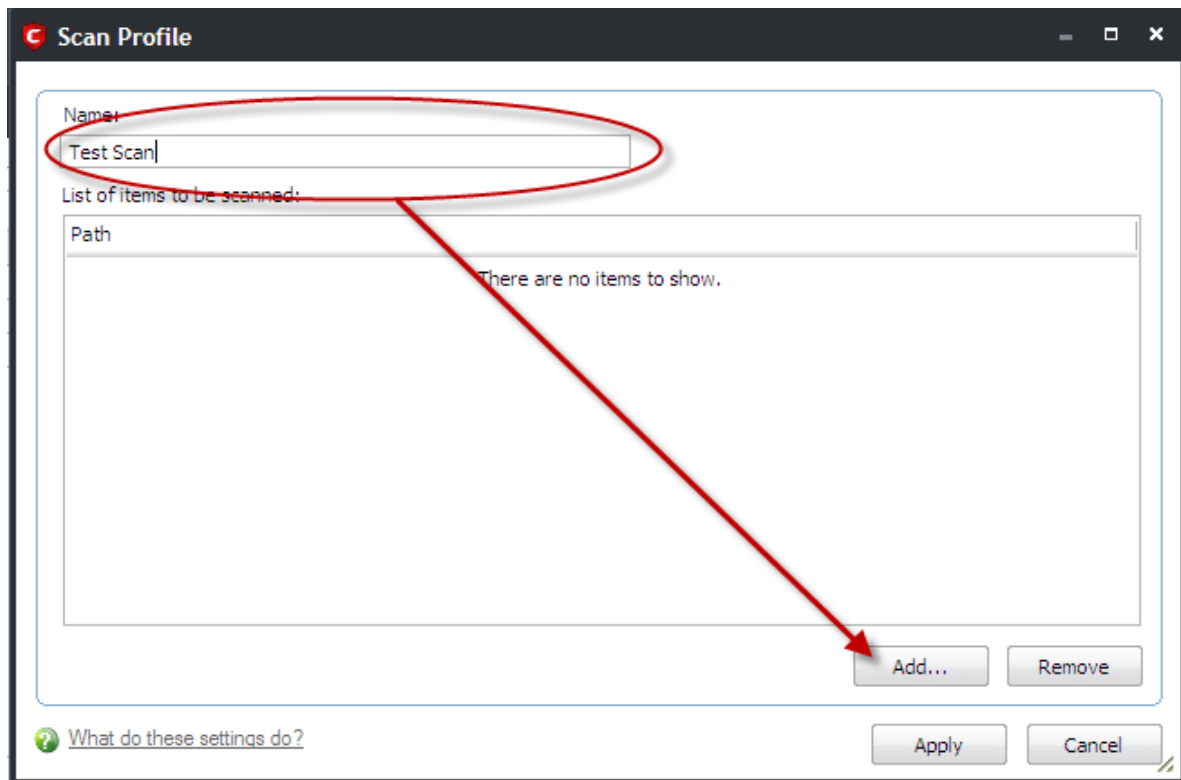 Scan Profile
Name:
Test Scan
List of items to be scanned:
Path
There are no items to show.
Add...
Remove
What do these settings do?
Apply
Cancel